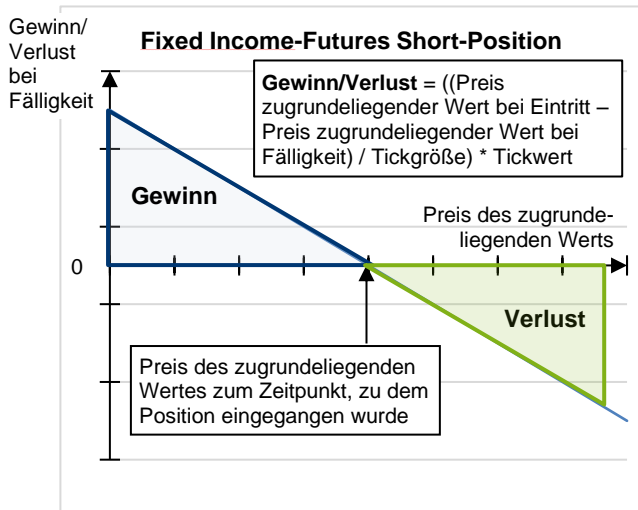 Gewinn/
Verlust
bei
Fälligkeit
Fixed Income-Futures Short-Position
Gewinn/Verlust = ((Preis
zugrundeliegender Wert bei Eintritt –
Preis zugrundeliegender Wert bei
Fälligkeit) / Tickgröße) * Tickwert
Gewinn
Preis des zugrunde-
liegenden Werts
0
Verlust
Preis des zugrundeliegenden
Wertes zum Zeitpunkt, zu dem
Position eingegangen wurde